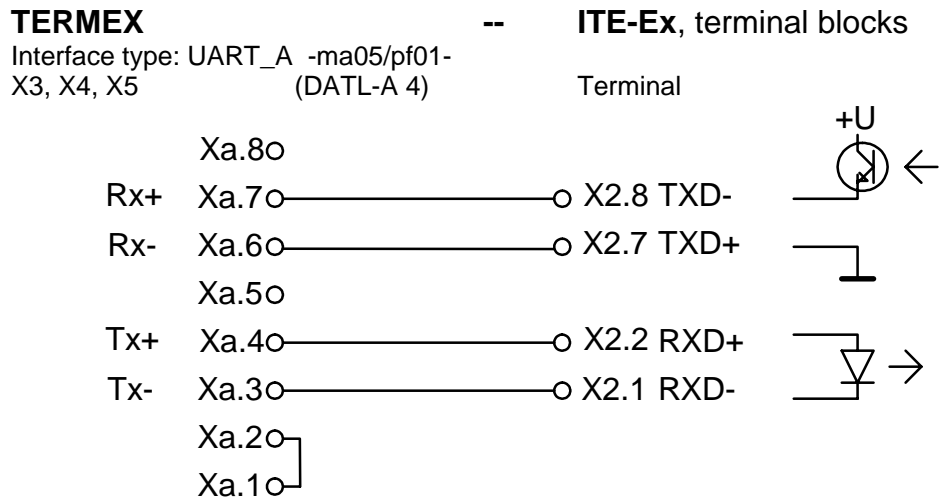 TERMEX -- ITE-Ex, terminal blocks
Interface type: UART_A -ma05/pf01-
X3, X4, X5 (DATL-A 4) Terminal
+U
Xa.8
Rx+ Xa.7 X2.8 TXD-
Rx- Xa.6 X2.7 TXD+
Xa.5
Tx+ Xa.4 X2.2 RXD+
Tx- Xa.3 X2.1 RXD-
Xa.2
Xa.1